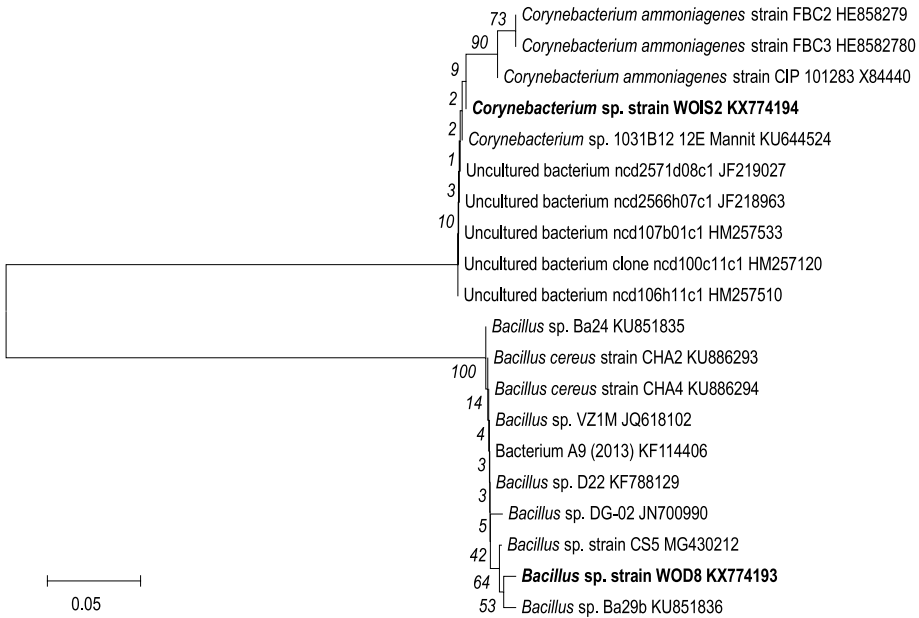 73
Corynebacterium ammoniagenes strain FBC2 HE858279
90
Corynebacterium ammoniagenes strain FBC3 HE8582780
Corynebacterium ammoniagenes strain CIP 101283 X84440
9
2
Corynebacterium sp. strain WOIS2 KX774194
2
Corynebacterium sp. 1031B12 12E Mannit KU644524
1
Uncultured bacterium ncd2571d08c1 JF219027
3
Uncultured bacterium ncd2566h07c1 JF218963
10
Uncultured bacterium ncd107b01c1 HM257533
Uncultured bacterium clone ncd100c11c1 HM257120
Uncultured bacterium ncd106h11c1 HM257510
Bacillus sp. Ba24 KU851835
Bacillus cereus strain CHA2 KU886293
100
Bacillus cereus strain CHA4 KU886294
14
Bacillus sp. VZ1M JQ618102
4
Bacterium A9 (2013) KF114406
3
Bacillus sp. D22 KF788129
3
Bacillus sp. DG-02 JN700990
5
Bacillus sp. strain CS5 MG430212
42
Bacillus sp. strain WOD8 KX774193
64
53
Bacillus sp. Ba29b KU851836
0.05